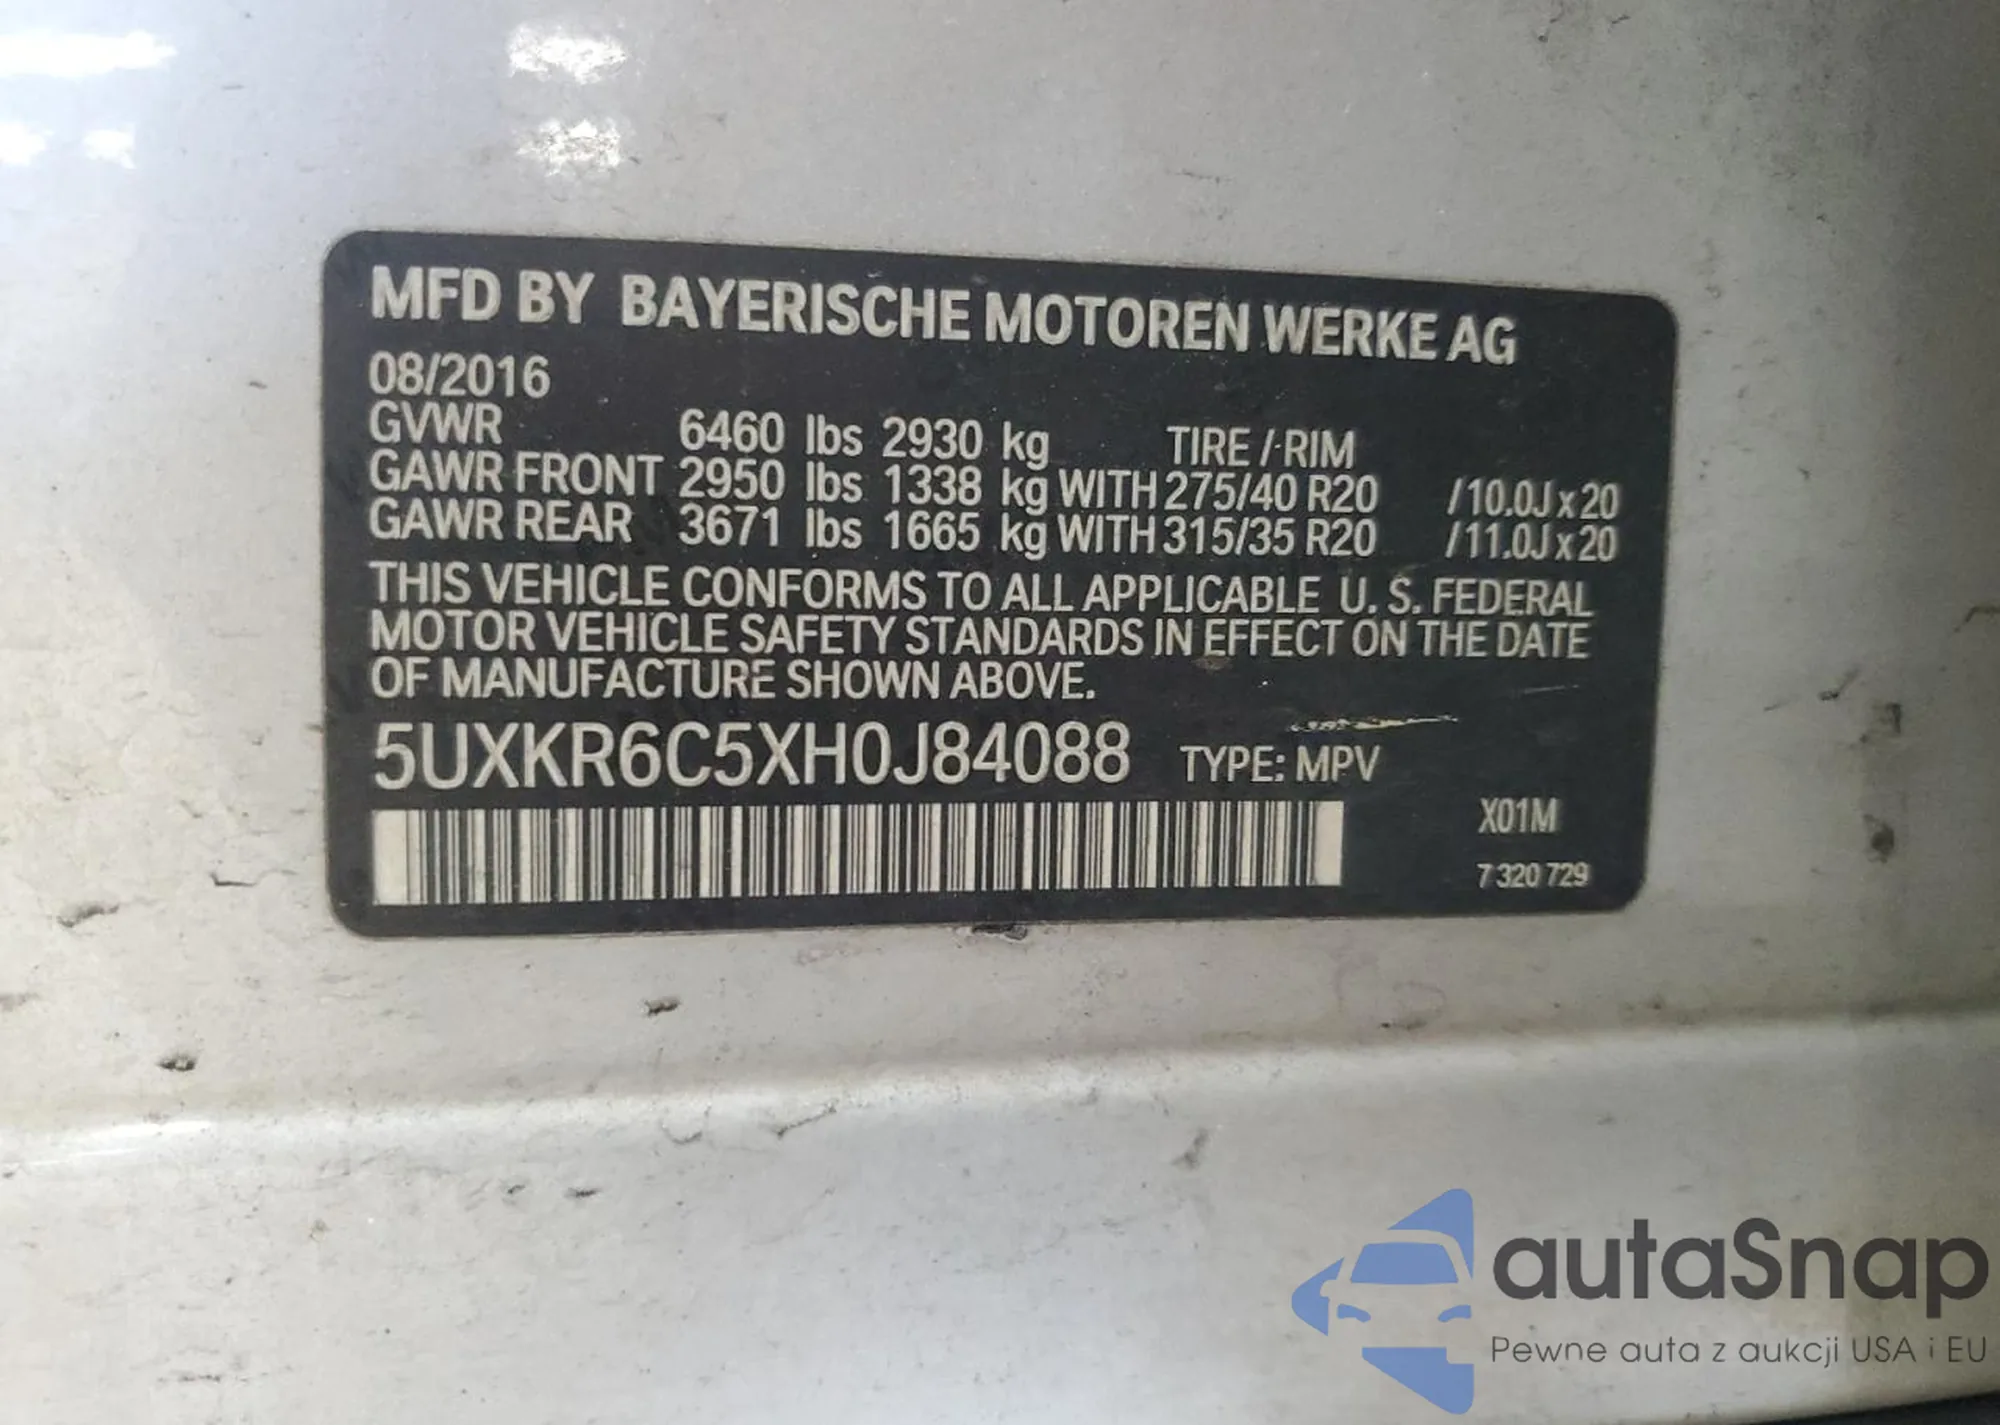 MFD BY BAYERISCHE MOTOREN WERKE AG
08/2016
GVWR 6460 lbs 2930 kg TIRE / RIM
GAWR FRONT 2950 lbs 1338 kg WITH 275/40 R20 /10.0J x 20
GAWR REAR 3671 lbs 1665 kg WITH 315/35 R20 /11.0J x 20
THIS VEHICLE CONFORMS TO ALL APPLICABLE U. S. FEDERAL
MOTOR VEHICLE SAFETY STANDARDS IN EFFECT ON THE DATE
OF MANUFACTURE SHOWN ABOVE.
5UXKR6C5XH0J84088 TYPE: MPV
X01M
7 320 729
autaSnap
Pewne auta z aukcji USA i EU